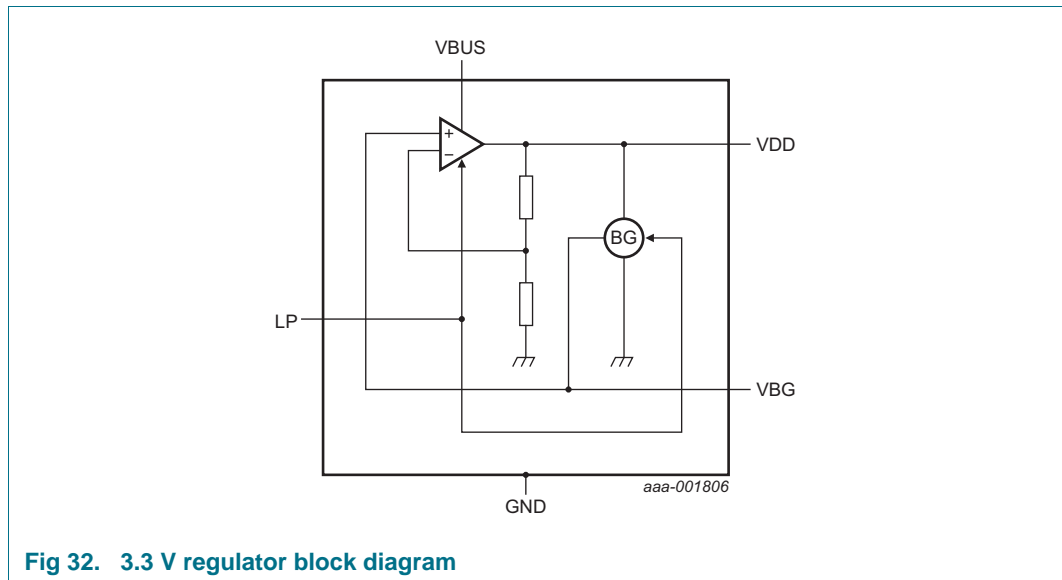 VBUS
+
−
VDD
BG
LP
VBG
aaa-001806
GND
Fig 32. 3.3 V regulator block diagram